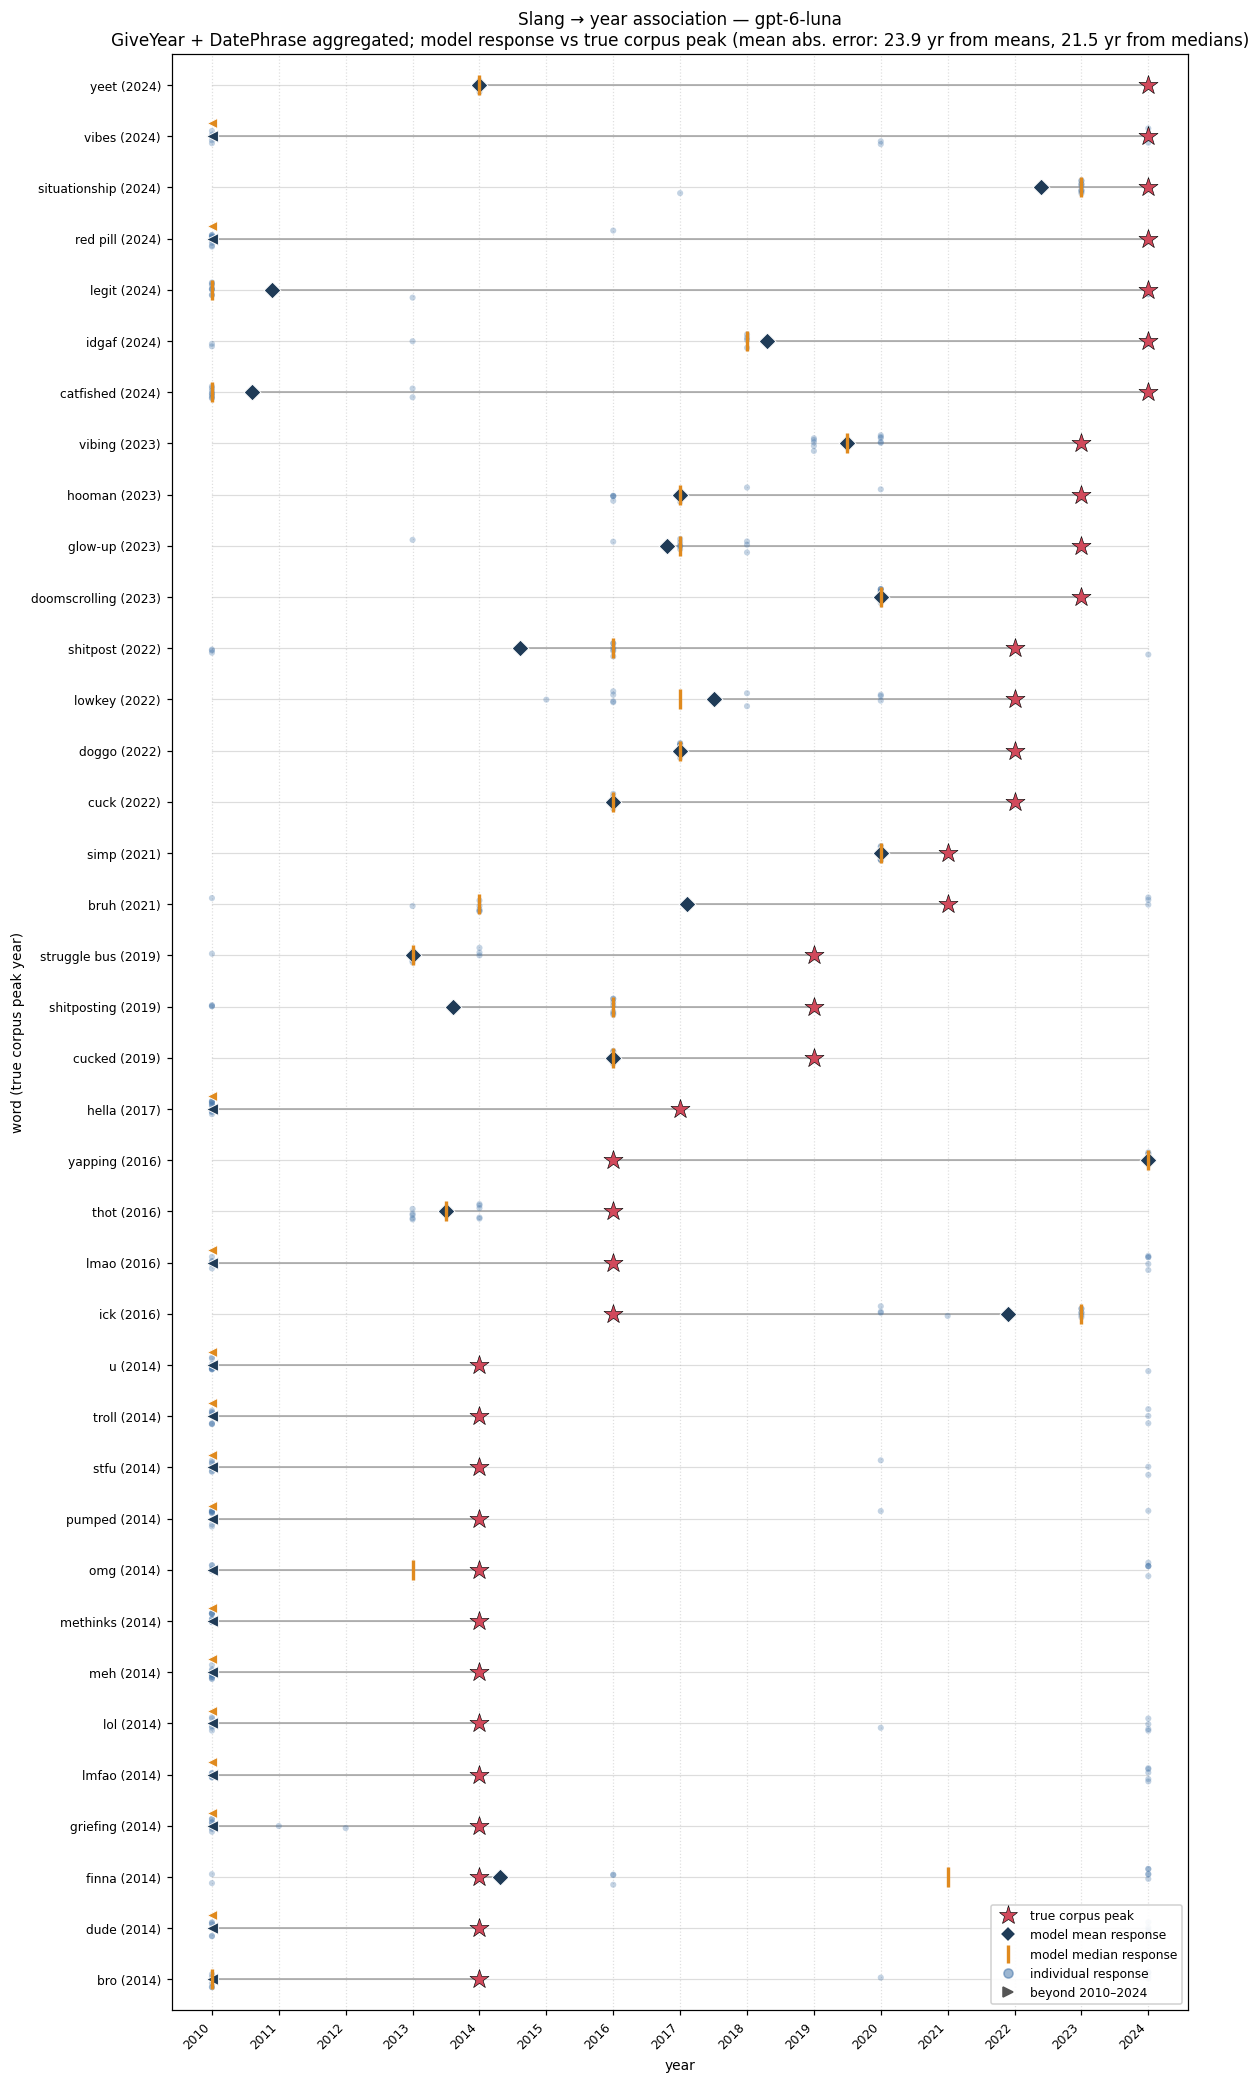 Slang → year association — gpt-6-luna
GiveYear + DatePhrase aggregated; model response vs true corpus peak (mean abs. error: 23.9 yr from means, 21.5 yr from medians)
word (true corpus peak year)
yeet (2024)
vibes (2024)
situationship (2024)
red pill (2024)
legit (2024)
idgaf (2024)
catfished (2024)
vibing (2023)
hooman (2023)
glow-up (2023)
doomscrolling (2023)
shitpost (2022)
lowkey (2022)
doggo (2022)
cuck (2022)
simp (2021)
bruh (2021)
struggle bus (2019)
shitposting (2019)
cucked (2019)
hella (2017)
yapping (2016)
thot (2016)
lmao (2016)
ick (2016)
u (2014)
troll (2014)
stfu (2014)
pumped (2014)
omg (2014)
methinks (2014)
meh (2014)
lol (2014)
lmfao (2014)
griefing (2014)
finna (2014)
dude (2014)
bro (2014)
true corpus peak
model mean response
model median response
individual response
beyond 2010–2024
2010 2011 2012 2013 2014 2015 2016 2017 2018 2019 2020 2021 2022 2023 2024
year